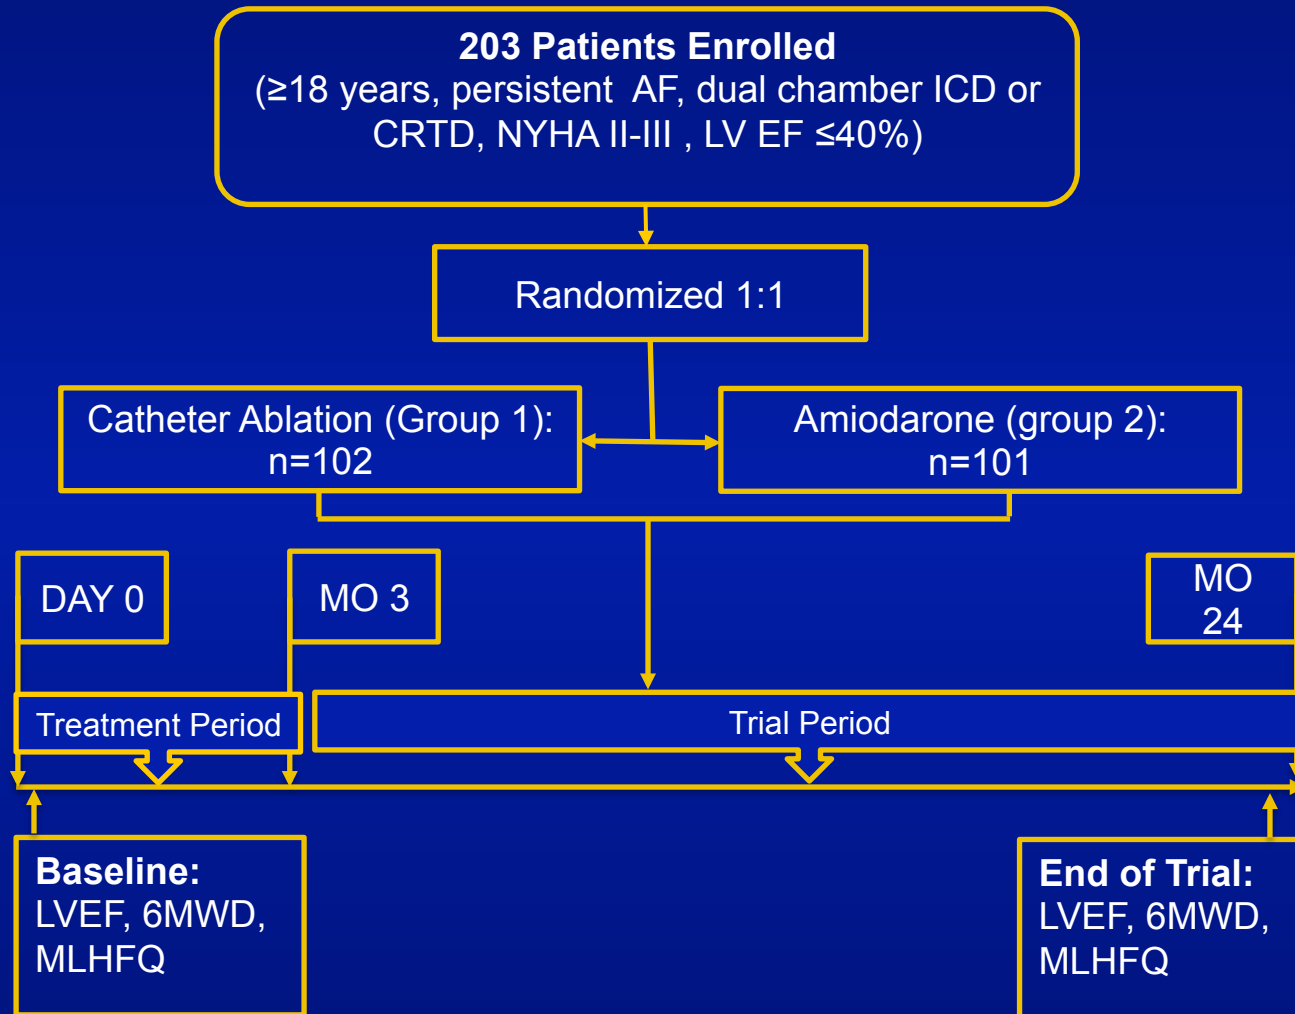 203 Patients Enrolled
(≥18 years, persistent AF, dual chamber ICD or
CRTD, NYHA II-III , LV EF ≤40%)
Randomized 1:1
Catheter Ablation (Group 1):
n=102
Amiodarone (group 2):
n=101
DAY 0
MO 3
MO
24
Treatment Period
Trial Period
Baseline:
LVEF, 6MWD,
MLHFQ
End of Trial:
LVEF, 6MWD,
MLHFQ